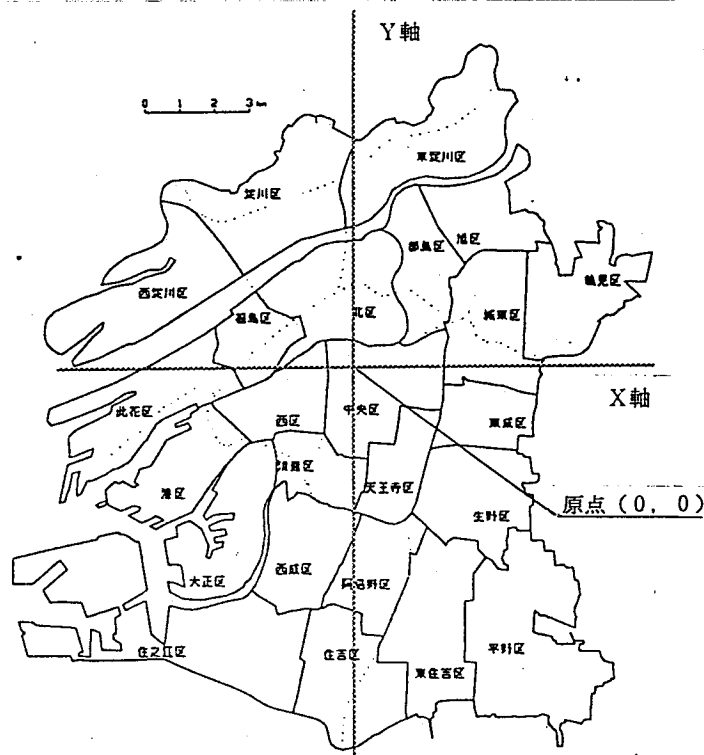 Y軸
0 1 2 3 km
東淀川区
淀川区
都島区
旭区
鶴見区
西淀川区
福島区
北区
城東区
X軸
此花区
西区
中央区
東成区
浪速区
港区
天王寺区
生野区
原点(0, 0)
大正区
西成区
阿倍野区
住之江区
住吉区
東住吉区
平野区